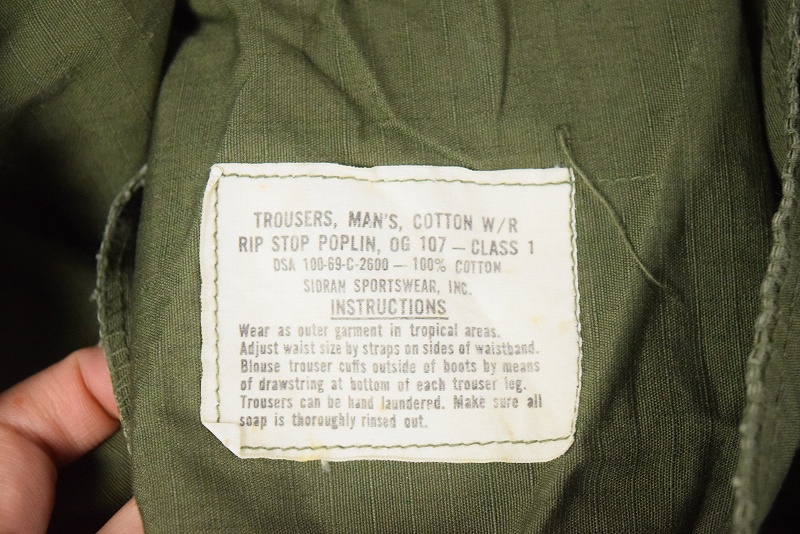 TROUSERS, MAN'S, COTTON W/R
RIP STOP POPLIN, OG 107 — CLASS 1
DSA 100-69-C-2600 — 100% COTTON
SIDRAN SPORTSWEAR, INC.
INSTRUCTIONS
Wear as outer garment in tropical areas.
Adjust waist size by straps on sides of waistband.
Blouse trouser cuffs outside of boots by means
of drawstring at bottom of each trouser leg.
Trousers can be hand laundered. Make sure all
soap is thoroughly rinsed out.